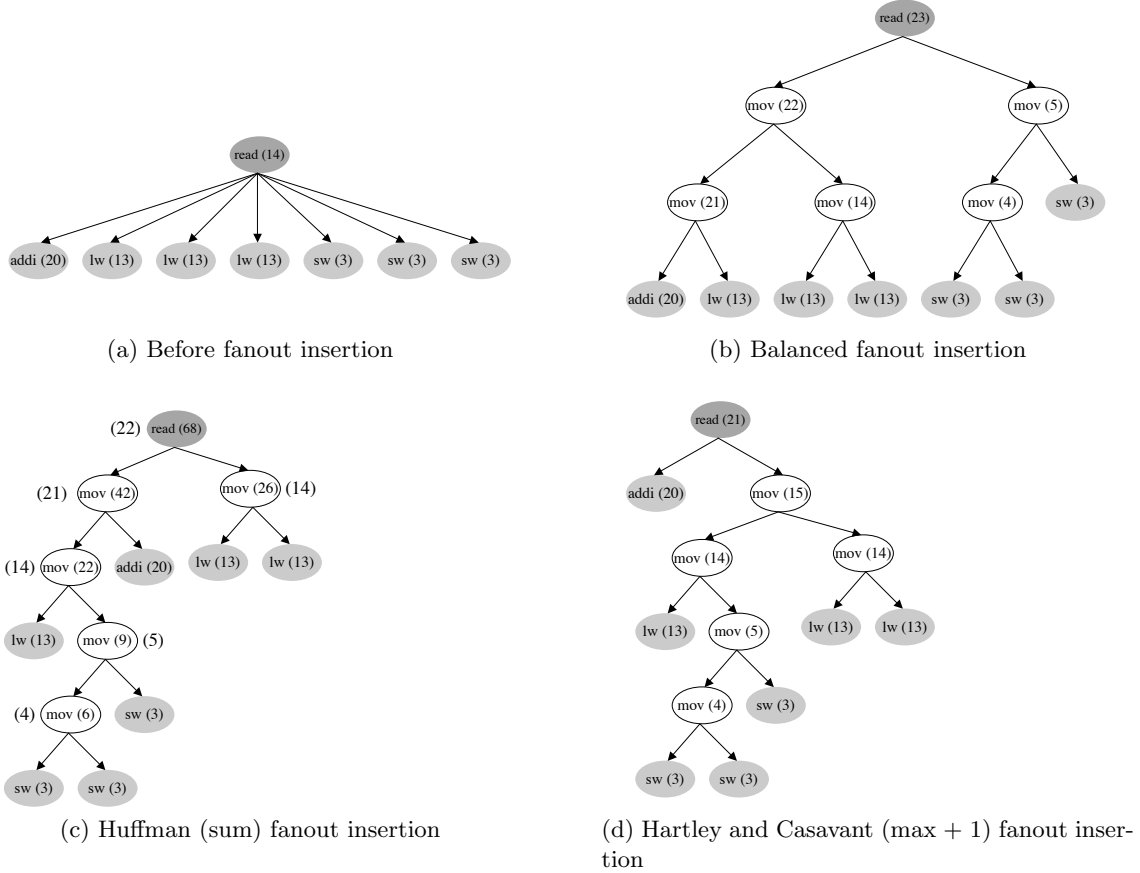 read (14)
addi (20) lw (13) lw (13) lw (13) sw (3) sw (3) sw (3)
(a) Before fanout insertion
read (23)
mov (22) mov (5)
mov (21) mov (14) mov (4) sw (3)
addi (20) lw (13) lw (13) lw (13) sw (3) sw (3)
(b) Balanced fanout insertion
(22) read (68)
(21) mov (42) mov (26) (14)
(14) mov (22) addi (20) lw (13) lw (13)
lw (13) mov (9) (5)
(4) mov (6) sw (3)
sw (3) sw (3)
(c) Huffman (sum) fanout insertion
read (21)
addi (20) mov (15)
mov (14) mov (14)
lw (13) mov (5) lw (13) lw (13)
mov (4) sw (3)
sw (3) sw (3)
(d) Hartley and Casavant (max + 1) fanout inser-
tion